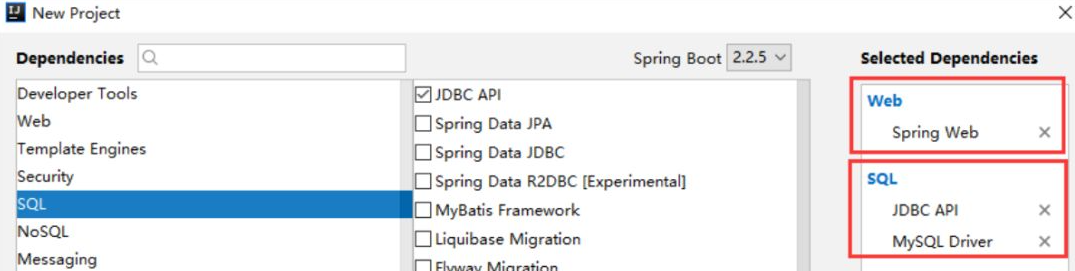 New Project
Dependencies
Spring Boot 2.2.5
Selected Dependencies
Developer Tools
Web
Template Engines
Security
SQL
NoSQL
Messaging
JDBC API
Spring Data JPA
Spring Data JDBC
Spring Data R2DBC [Experimental]
MyBatis Framework
Liquibase Migration
Flyway Migration
Web
Spring Web
SQL
JDBC API
MySQL Driver